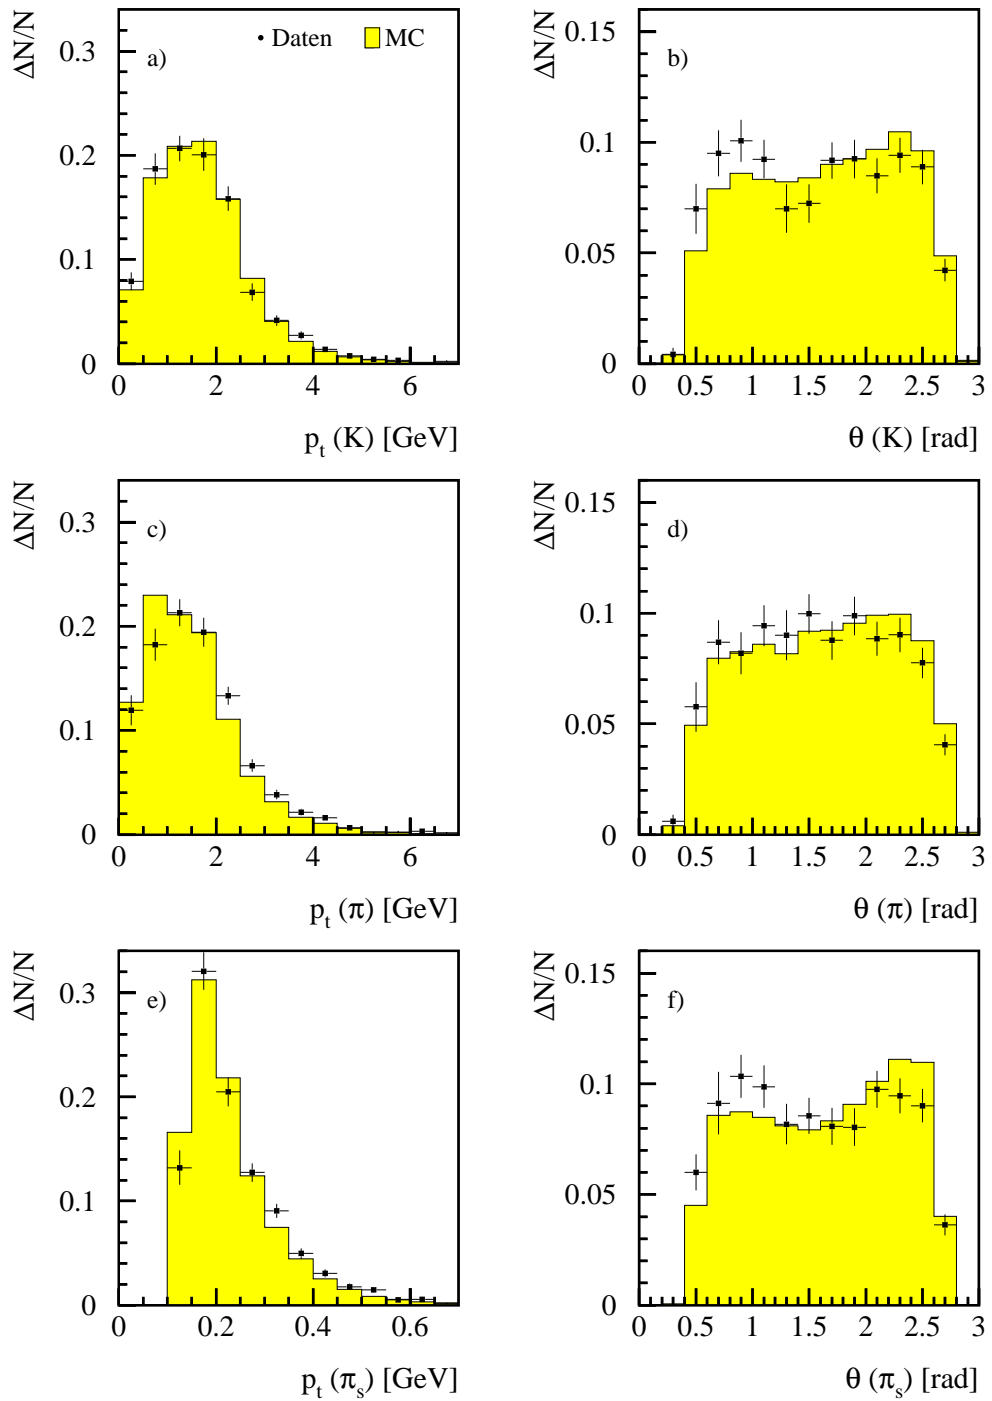 ΔN/N
0.3
0.2
0.1
0
a)
Daten
MC
0 2 4 6
p_t (K) [GeV]
ΔN/N
0.15
0.1
0.05
0
b)
0 0.5 1 1.5 2 2.5 3
θ (K) [rad]
ΔN/N
0.3
0.2
0.1
0
c)
0 2 4 6
p_t (π) [GeV]
ΔN/N
0.15
0.1
0.05
0
d)
0 0.5 1 1.5 2 2.5 3
θ (π) [rad]
ΔN/N
0.3
0.2
0.1
0
e)
0 0.2 0.4 0.6
p_t (π_s) [GeV]
ΔN/N
0.15
0.1
0.05
0
f)
0 0.5 1 1.5 2 2.5 3
θ (π_s) [rad]